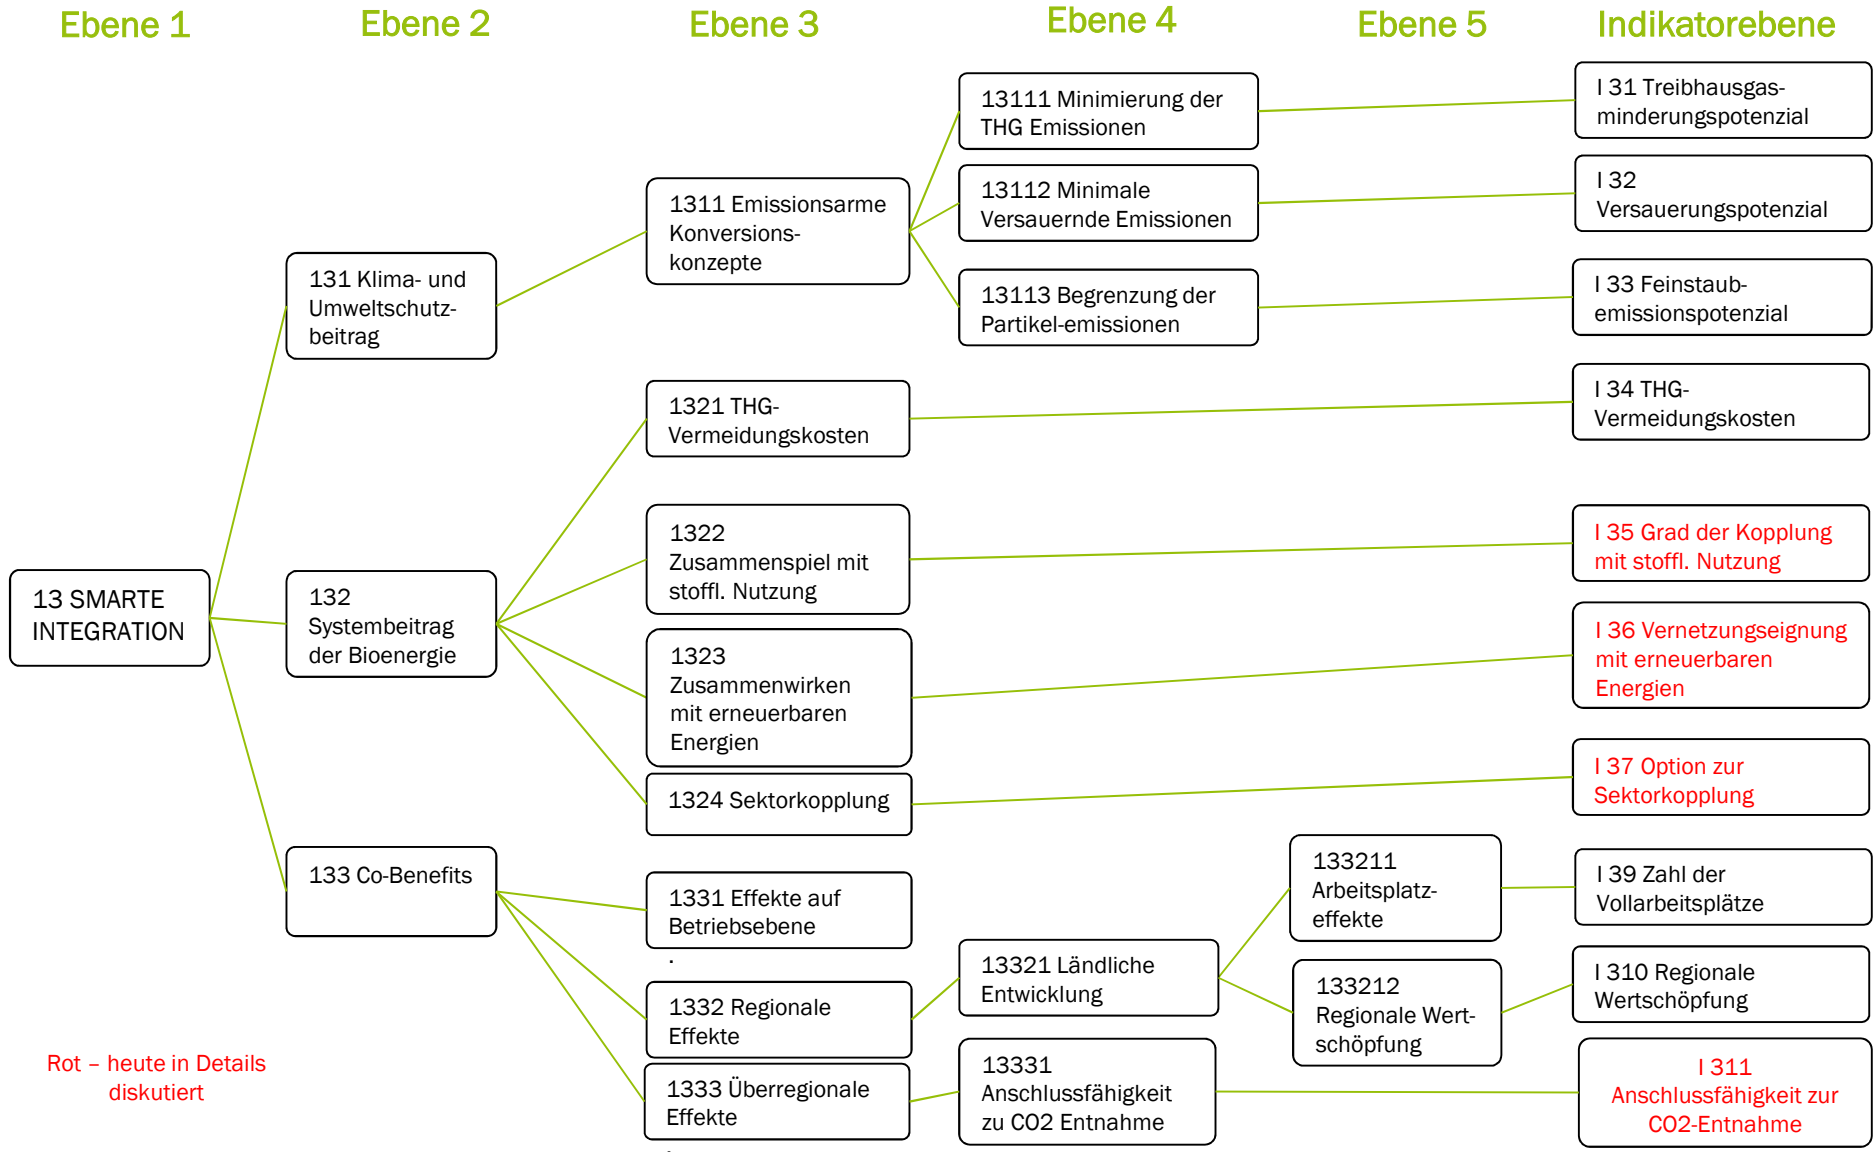 Ebene 1
Ebene 2
Ebene 3
Ebene 4
Ebene 5
Indikatorebene
13 SMARTE
INTEGRATION
131 Klima- und
Umweltschutz-
beitrag
132
Systembeitrag
der Bioenergie
133 Co-Benefits
1311 Emissionsarme
Konversions-
konzepte
1321 THG-
Vermeidungskosten
1322
Zusammenspiel mit
stoffl. Nutzung
1323
Zusammenwirken
mit erneuerbaren
Energien
1324 Sektorkopplung
1331 Effekte auf
Betriebsebene
.
1332 Regionale
Effekte
1333 Überregionale
Effekte
.
13111 Minimierung der
THG Emissionen
13112 Minimale
Versauernde Emissionen
13113 Begrenzung der
Partikel-emissionen
13321 Ländliche
Entwicklung
13331
Anschlussfähigkeit
zu CO2 Entnahme
133211
Arbeitsplatz-
effekte
133212
Regionale Wert-
schöpfung
I 31 Treibhausgas-
minderungspotenzial
I 32
Versauerungspotenzial
I 33 Feinstaub-
emissionspotenzial
I 34 THG-
Vermeidungskosten
I 35 Grad der Kopplung
mit stoffl. Nutzung
I 36 Vernetzungseignung
mit erneuerbaren
Energien
I 37 Option zur
Sektorkopplung
I 39 Zahl der
Vollarbeitsplätze
I 310 Regionale
Wertschöpfung
I 311
Anschlussfähigkeit zur
CO2-Entnahme
Rot – heute in Details
diskutiert